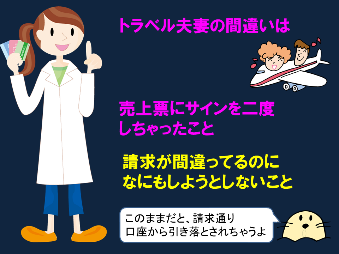 トラベル夫妻の間違いは
売上票にサインを二度
しちゃったこと
請求が間違ってるのに
なにもしようとしないこと
このままだと、請求通り
口座から引き落とされちゃうよ